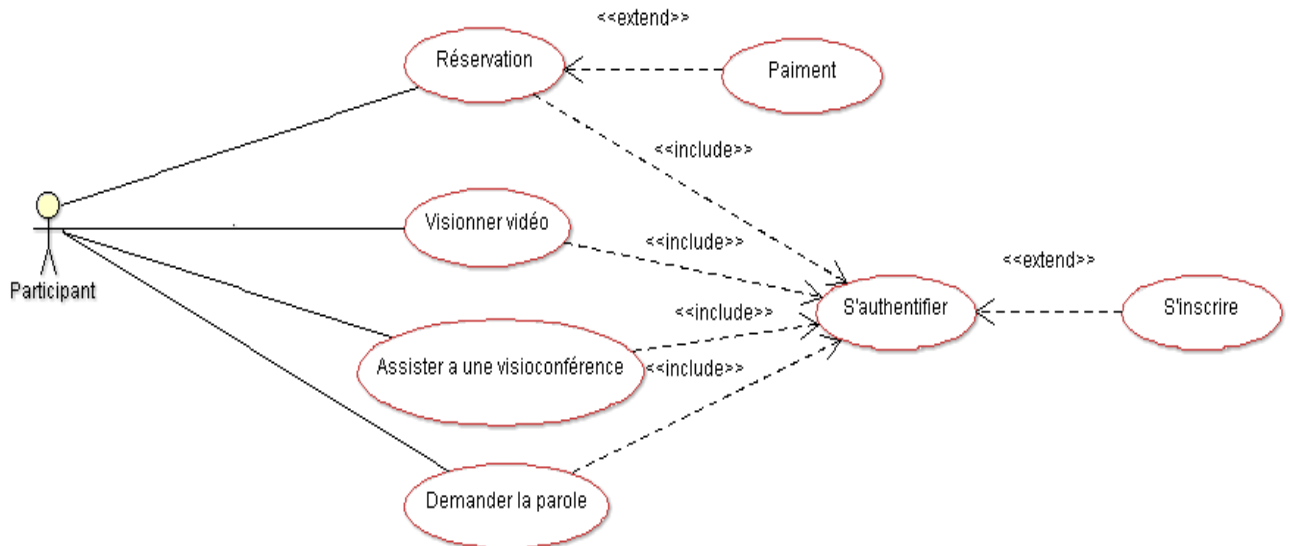 <<extend>>
Réservation
Paiment
<<include>>
Visionner vidéo
<<include>>
<<extend>>
Participant
S'authentifier
S'inscrire
<<include>>
Assister a une visioconférence
<<include>>
Demander la parole